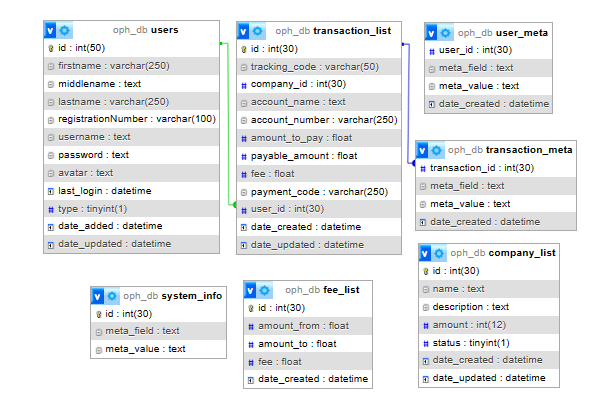 v oph_db users
id : int(50)
firstname : varchar(250)
middlename : text
lastname : varchar(250)
registrationNumber : varchar(100)
username : text
password : text
avatar : text
last_login : datetime
# type : tinyint(1)
date_added : datetime
date_updated : datetime
v oph_db transaction_list
id : int(30)
tracking_code : varchar(50)
# company_id : int(30)
account_name : text
account_number : varchar(250)
# amount_to_pay : float
# payable_amount : float
# fee : float
payment_code : varchar(250)
# user_id : int(30)
date_created : datetime
date_updated : datetime
v oph_db user_meta
# user_id : int(30)
meta_field : text
meta_value : text
date_created : datetime
v oph_db transaction_meta
# transaction_id : int(30)
meta_field : text
meta_value : text
date_created : datetime
v oph_db company_list
id : int(30)
name : text
description : text
# amount : int(12)
# status : tinyint(1)
date_created : datetime
date_updated : datetime
v oph_db system_info
id : int(30)
meta_field : text
meta_value : text
v oph_db fee_list
id : int(30)
# amount_from : float
# amount_to : float
# fee : float
date_created : datetime